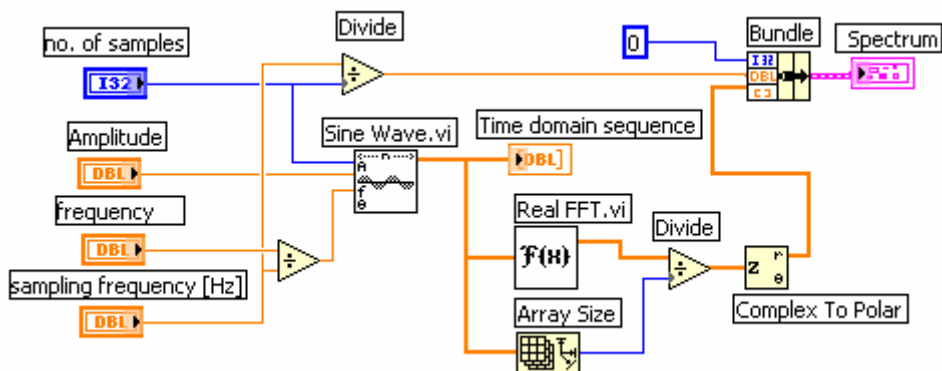 no. of samples
Divide
0
Bundle
Spectrum
I32
I32
DBL
[ ]
Amplitude
Sine Wave.vi
Time domain sequence
DBL
n
A
f
θ
[DBL]
frequency
Real FFT.vi
Divide
DBL
F(x)
z
r
θ
sampling frequency [Hz]
DBL
Array Size
Complex To Polar